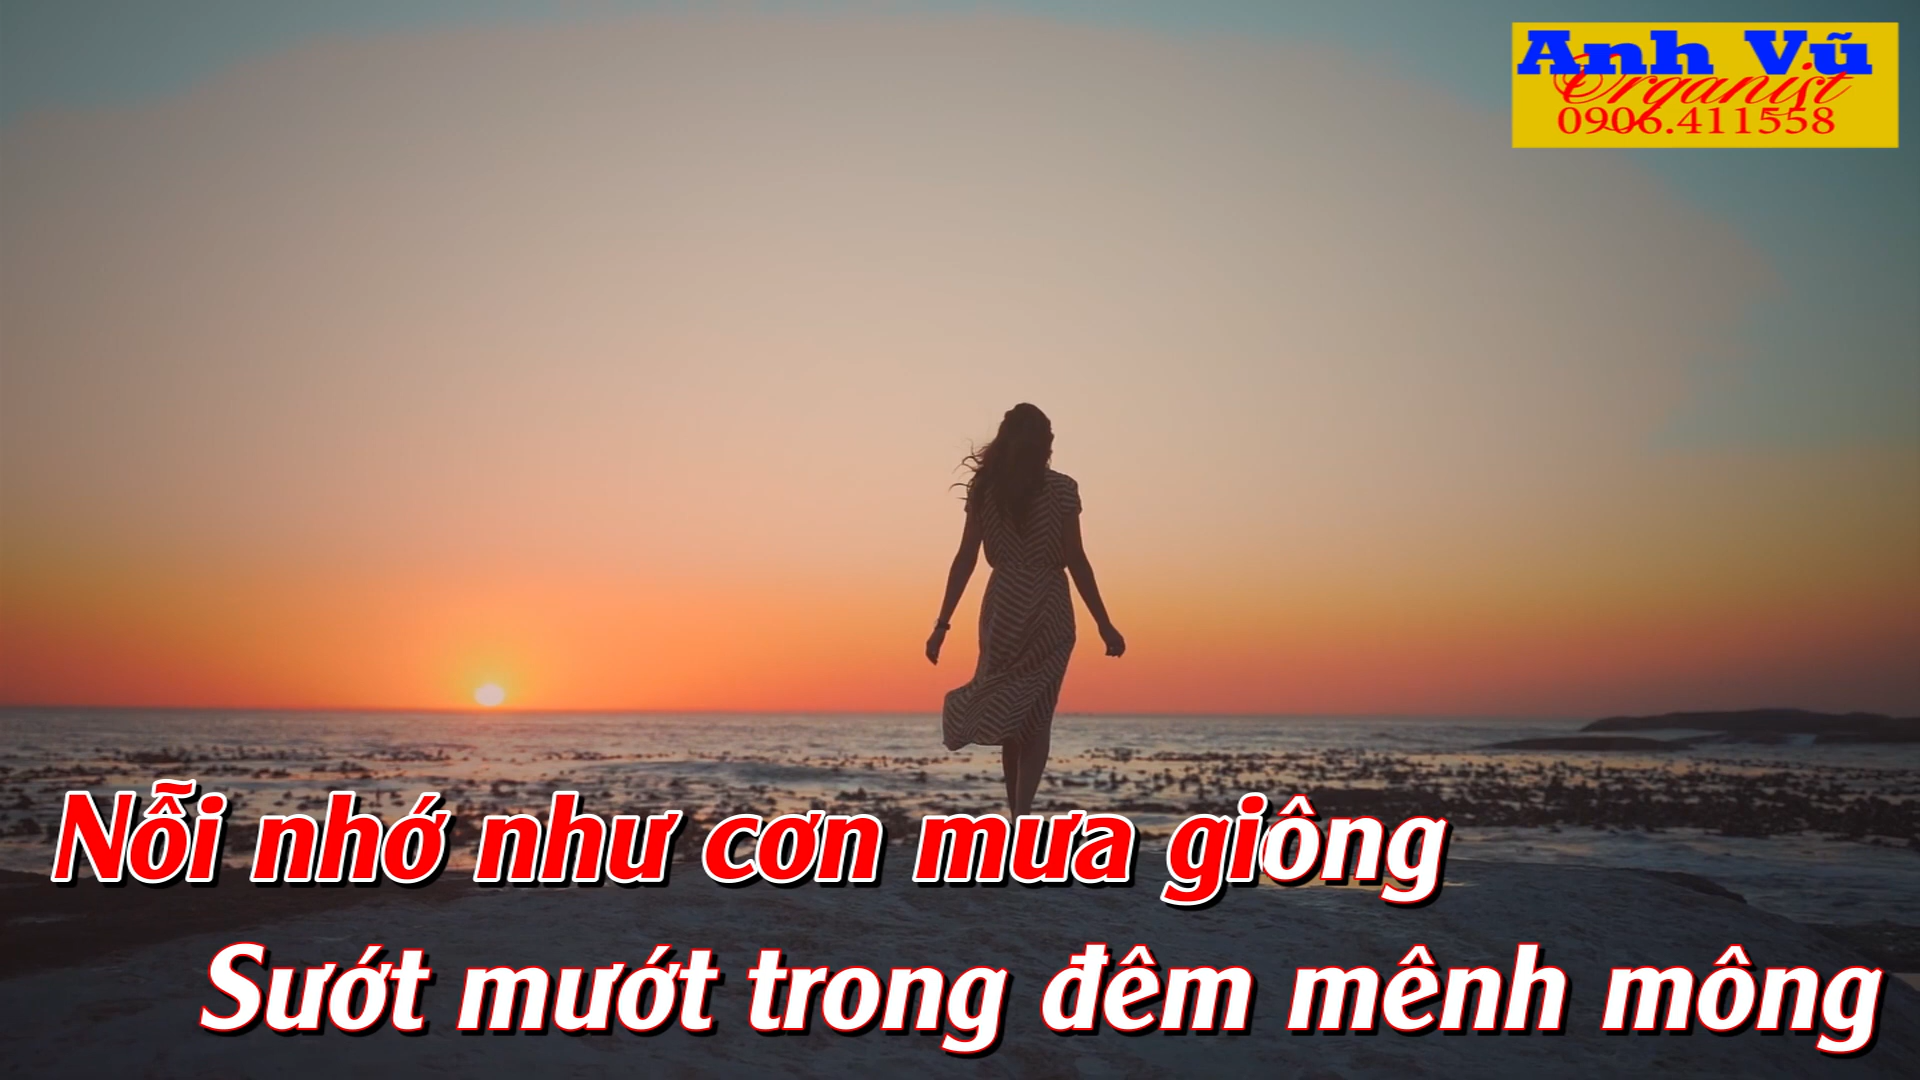 Anh Vũ
Organist
0906.411558
Nỗi nhớ như cơn mưa giông
Sướt mướt trong đêm mênh mông